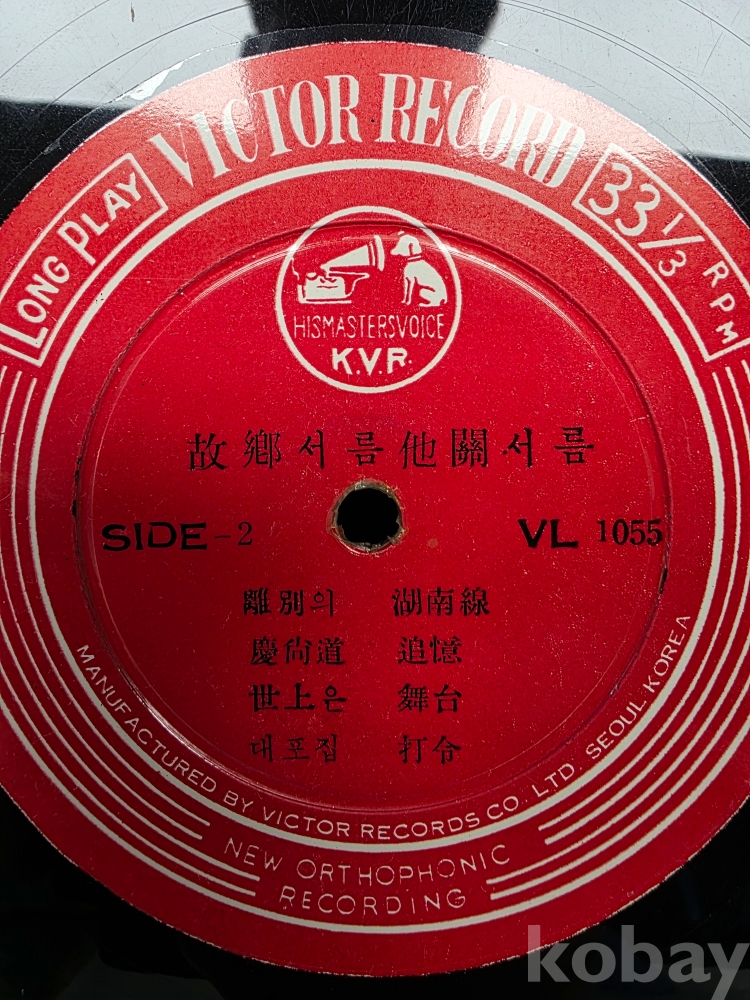 VICTOR RECORD
LONG PLAY
33 1/3 RPM
HISMASTERSVOICE
K.V.R.
故鄕서름他關서름
SIDE-2
VL 1055
離別의 湖南線
慶尙道 追憶
世上은 舞台
대포집 打令
MANUFACTURED BY VICTOR RECORDS CO. LTD. SEOUL KOREA
NEW ORTHOPHONIC
RECORDING
kobay